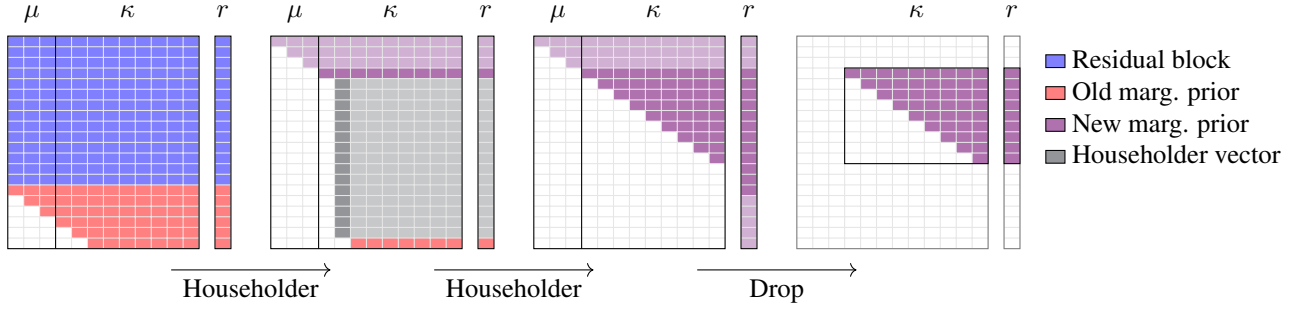 μ κ r μ κ r μ κ r κ r
Residual block
Old marg. prior
New marg. prior
Householder vector
Householder Householder Drop